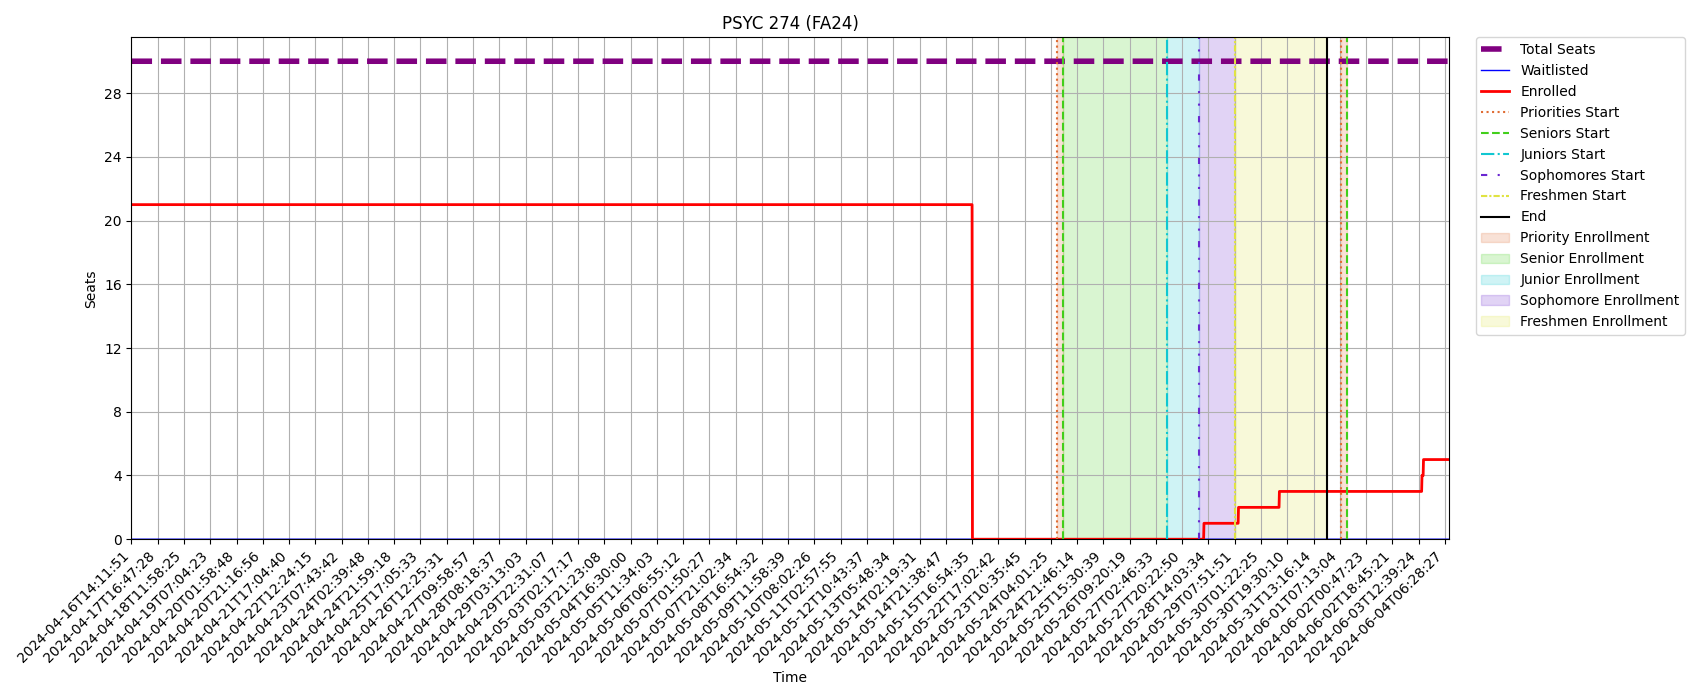 PSYC 274 (FA24)
Seats
28
24
20
16
12
8
4
0
2024-04-16T14:11:51
2024-04-17T16:47:28
2024-04-18T11:58:25
2024-04-19T07:04:23
2024-04-20T01:58:48
2024-04-20T21:16:56
2024-04-21T17:04:40
2024-04-22T12:24:15
2024-04-23T07:43:42
2024-04-24T02:39:48
2024-04-24T21:59:18
2024-04-25T17:05:33
2024-04-26T12:25:31
2024-04-27T09:58:57
2024-04-28T08:18:37
2024-04-29T03:13:03
2024-04-29T22:31:07
2024-05-03T02:17:17
2024-05-03T21:23:08
2024-05-04T16:30:00
2024-05-05T11:34:03
2024-05-06T06:55:12
2024-05-07T01:50:27
2024-05-07T21:02:34
2024-05-08T16:54:32
2024-05-09T11:58:39
2024-05-10T08:02:26
2024-05-11T02:57:55
2024-05-12T10:43:37
2024-05-13T05:48:34
2024-05-14T02:19:31
2024-05-14T21:38:47
2024-05-15T16:54:35
2024-05-22T17:02:42
2024-05-23T10:35:45
2024-05-24T04:01:25
2024-05-24T21:46:14
2024-05-25T15:30:39
2024-05-26T09:20:19
2024-05-27T02:46:33
2024-05-27T20:22:50
2024-05-28T14:03:34
2024-05-29T07:51:51
2024-05-30T01:22:25
2024-05-30T19:30:10
2024-05-31T13:16:14
2024-06-01T07:13:04
2024-06-02T00:47:23
2024-06-02T18:45:21
2024-06-03T12:39:24
2024-06-04T06:28:27
Time
Total Seats
Waitlisted
Enrolled
Priorities Start
Seniors Start
Juniors Start
Sophomores Start
Freshmen Start
End
Priority Enrollment
Senior Enrollment
Junior Enrollment
Sophomore Enrollment
Freshmen Enrollment